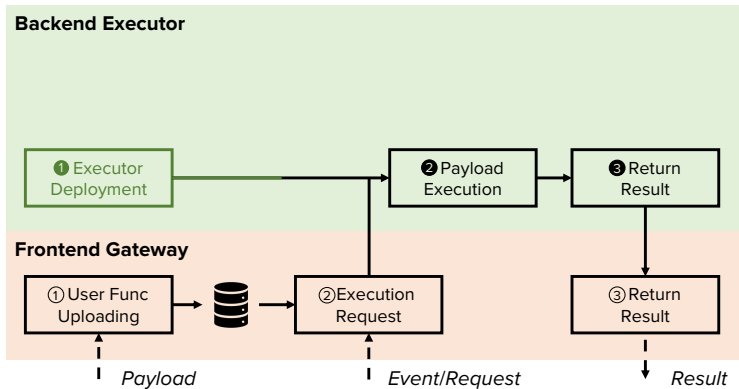 Backend Executor
❶ Executor
Deployment
❷ Payload
Execution
❸ Return
Result
Frontend Gateway
① User Func
Uploading
② Execution
Request
③ Return
Result
Payload
Event/Request
Result